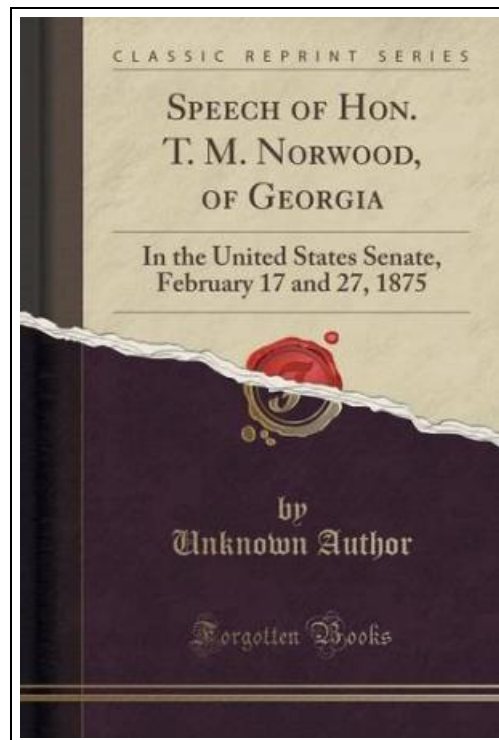 CLASSIC REPRINT SERIES
SPEECH OF HON.
T. M. NORWOOD,
OF GEORGIA
In the United States Senate,
February 17 and 27, 1875
F
by
Unknown Author
Forgotten Books